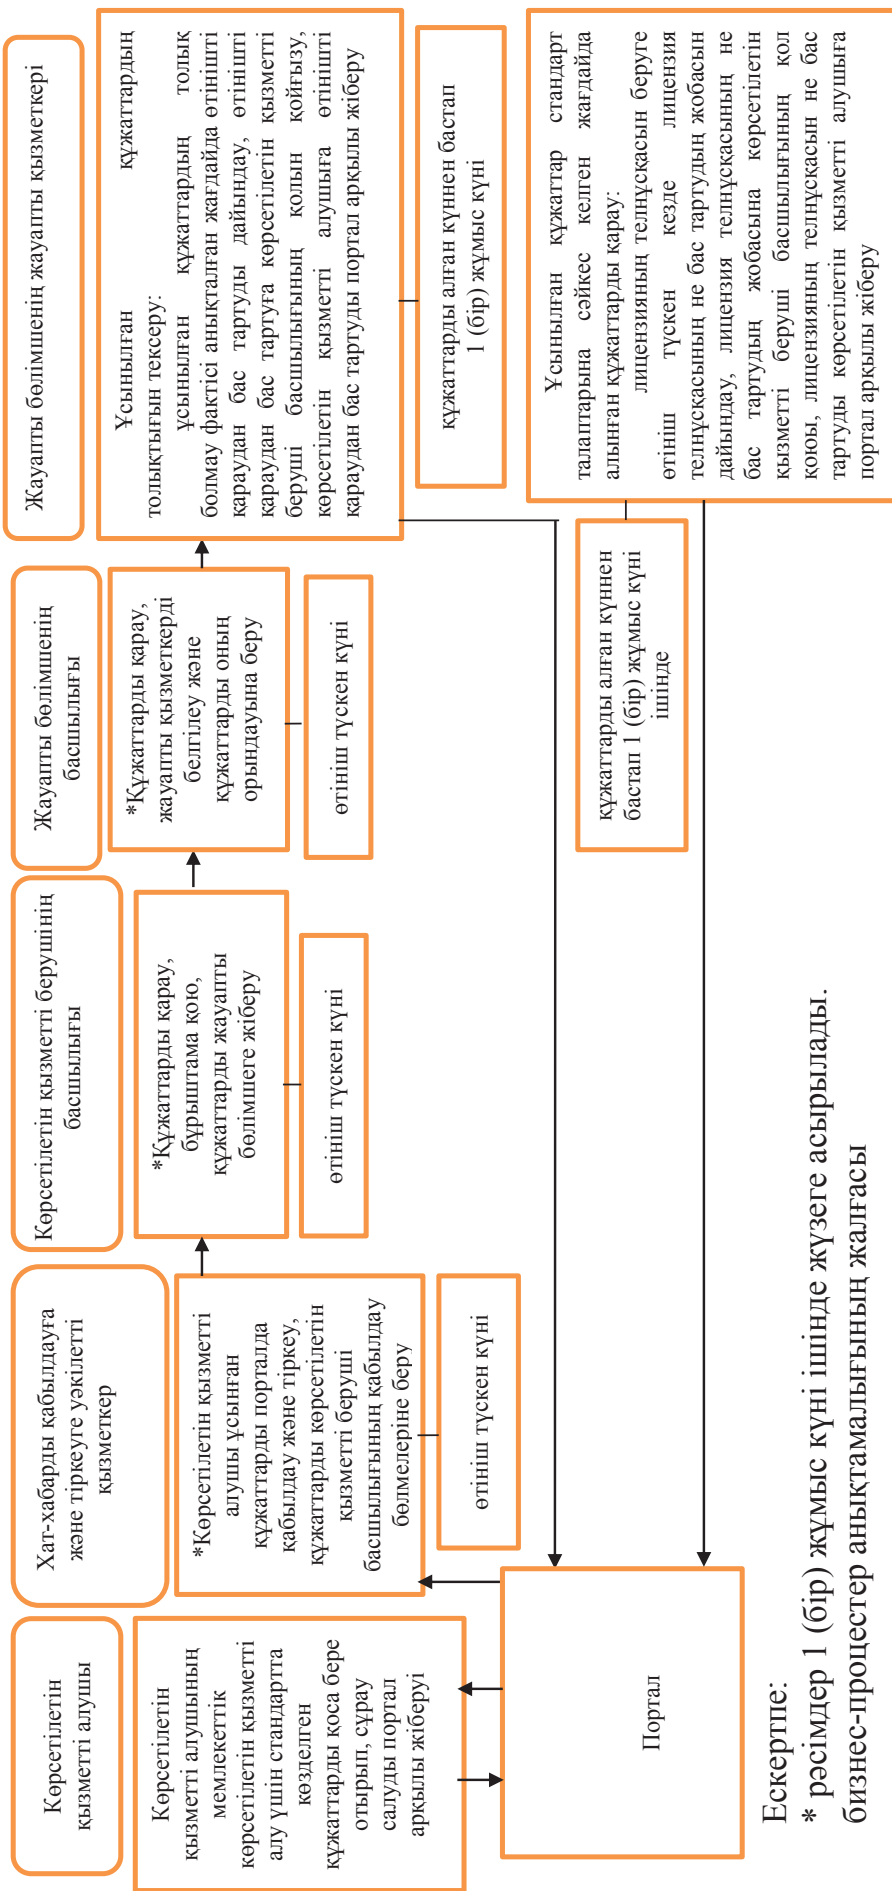 Көрсетілетін
қызметті алушы
Хат-хабарды қабылдауға
және тіркеуге уәкілетті
қызметкер
Көрсетілетін қызметті берушінің
басшылығы
Жауапты бөлімшенің
басшылығы
Жауапты бөлімшенің жауапты қызметкері
Көрсетілетін
қызметті алушының
мемлекеттік
көрсетілетін қызметті
алу үшін стандартта
көзделген
құжаттарды қоса бере
отырып, сұрау
салуды портал
арқылы жіберуі
*Көрсетілетін қызметті
алушы ұсынған
құжаттарды порталда
қабылдау және тіркеу,
құжаттарды көрсетілетін
қызметті беруші
басшылығының қабылдау
бөлмелеріне беру
өтініш түскен күні
*Құжаттарды қарау,
бұрыштама қою,
құжаттарды жауапты
бөлімшеге жіберу
өтініш түскен күні
*Құжаттарды қарау,
жауапты қызметкерді
белгілеу және
құжаттарды оның
орындауына беру
өтініш түскен күні
Ұсынылған құжаттардың
толықтығын тексеру:
ұсынылған құжаттардың толық
болмау фактісі анықталған жағдайда өтінішті
қараудан бас тартуды дайындау, өтінішті
қараудан бас тартуға көрсетілетін қызметті
беруші басшылығының қолын қойғызу,
көрсетілетін қызметті алушыға өтінішті
қараудан бас тартуды портал арқылы жіберу
құжаттарды алған күннен бастап
1 (бір) жұмыс күні
Ұсынылған құжаттар стандарт
талаптарына сәйкес келген жағдайда
алынған құжаттарды қарау:
лицензияның телнұсқасын беруге
өтініш түскен кезде лицензия
телнұсқасының не бас тартудың жобасын
дайындау, лицензия телнұсқасының не
бас тартудың жобасына көрсетілетін
қызметті беруші басшылығының қол
қоюы, лицензияның телнұсқасын не бас
тартуды көрсетілетін қызметті алушыға
портал арқылы жіберу
құжаттарды алған күннен
бастап 1 (бір) жұмыс күні
ішінде
Портал
Ескертпе:
* рәсімдер 1 (бір) жұмыс күні ішінде жүзеге асырылады.
бизнес-процестер анықтамалығының жалғасы